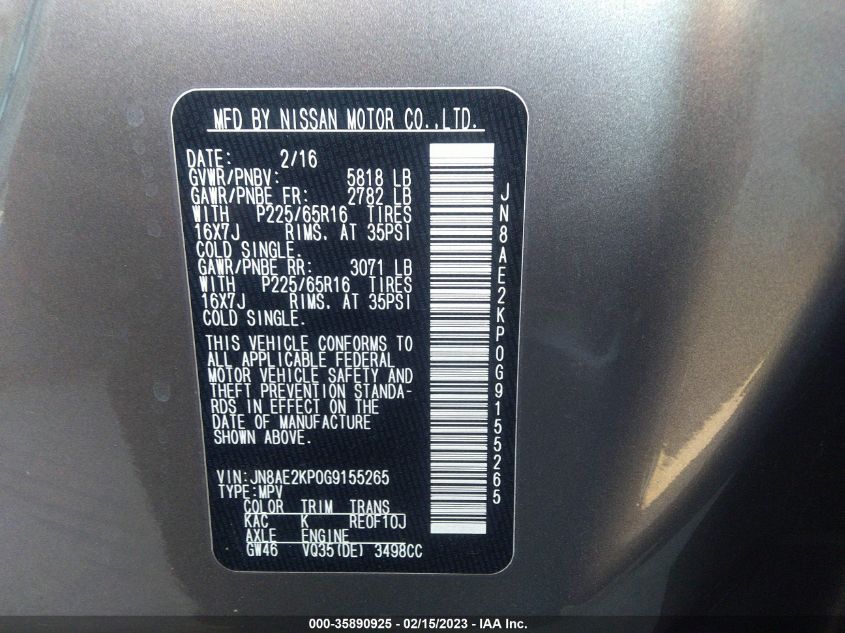 MFD BY NISSAN MOTOR CO.,LTD.
DATE: 2/16
GVWR/PNBV: 5818 LB
GAWR/PNBE FR: 2782 LB
WITH P225/65R16 TIRES
16X7J RIMS, AT 35PSI
COLD SINGLE.
GAWR/PNBE RR: 3071 LB
WITH P225/65R16 TIRES
16X7J RIMS, AT 35PSI
COLD SINGLE.
THIS VEHICLE CONFORMS TO
ALL APPLICABLE FEDERAL
MOTOR VEHICLE SAFETY AND
THEFT PREVENTION STANDA-
RDS IN EFFECT ON THE
DATE OF MANUFACTURE
SHOWN ABOVE.
VIN:JN8AE2KP0G9155265
TYPE:MPV
COLOR TRIM TRANS
KAC K RE0F10J
AXLE ENGINE
GW46 VQ35(DE) 3498CC
JN8AE2KP0G9155265
000-35890925 - 02/15/2023 - IAA Inc.